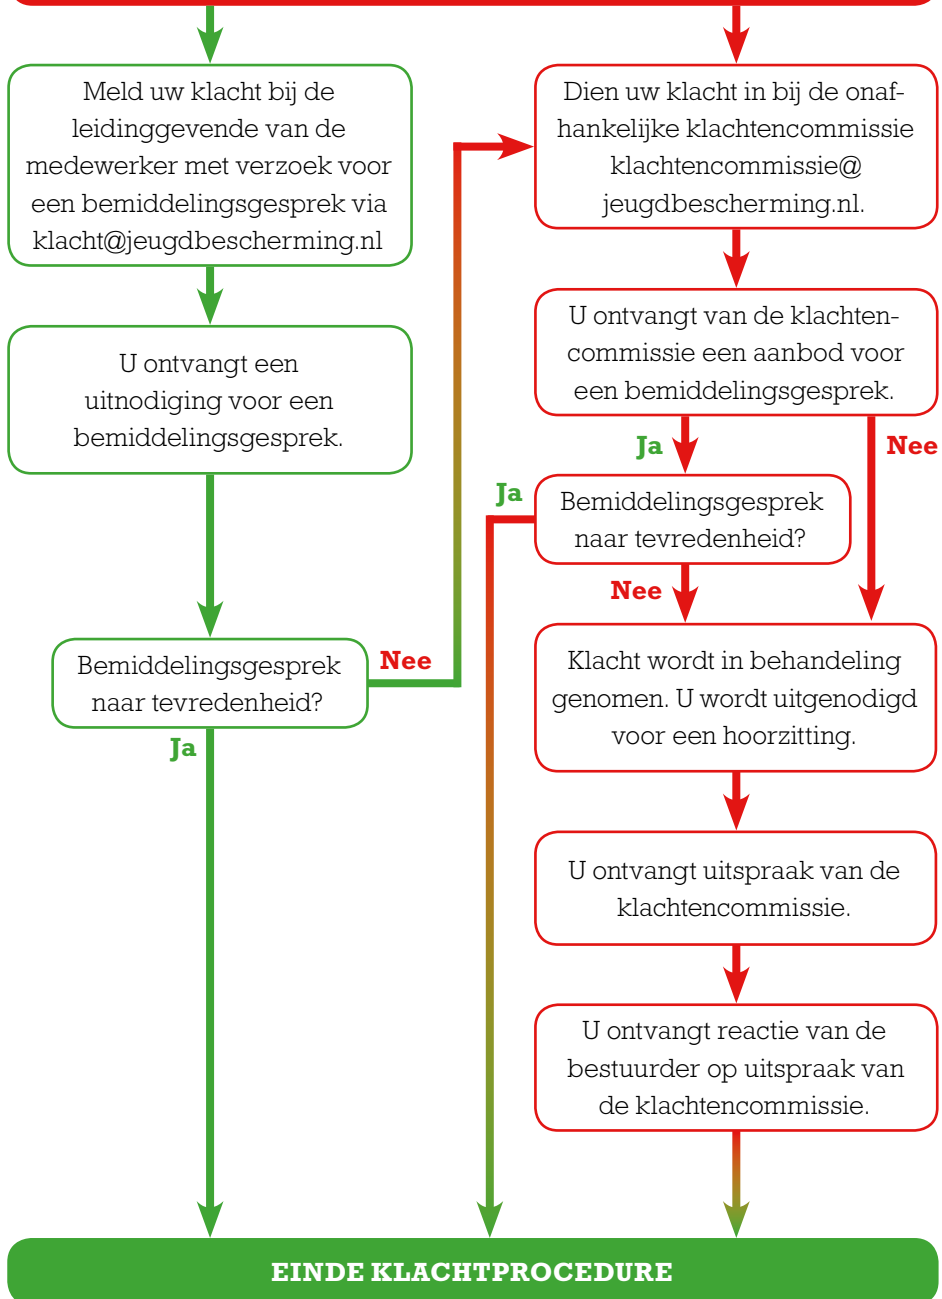 Meld uw klacht bij de
leidinggevende van de
medewerker met verzoek voor
een bemiddelingsgesprek via
klacht@jeugdbescherming.nl
U ontvangt een
uitnodiging voor een
bemiddelingsgesprek.
Bemiddelingsgesprek
naar tevredenheid?
Nee
Ja
Dien uw klacht in bij de onaf-
hankelijke klachtencommissie
klachtencommissie@
jeugdbescherming.nl.
U ontvangt van de klachten-
commissie een aanbod voor
een bemiddelingsgesprek.
Ja
Nee
Ja
Bemiddelingsgesprek
naar tevredenheid?
Nee
Klacht wordt in behandeling
genomen. U wordt uitgenodigd
voor een hoorzitting.
U ontvangt uitspraak van de
klachtencommissie.
U ontvangt reactie van de
bestuurder op uitspraak van
de klachtencommissie.
EINDE KLACHTPROCEDURE